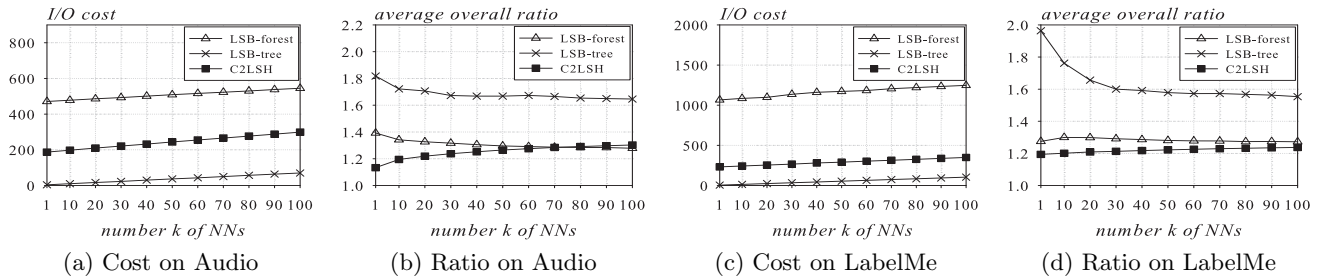 I/O cost
800
600
400
200
0
LSB-forest
LSB-tree
C2LSH
1 10 20 30 40 50 60 70 80 90 100
number k of NNs
(a) Cost on Audio
average overall ratio
2.2
2.0
1.8
1.6
1.4
1.2
1.0
LSB-forest
LSB-tree
C2LSH
1 10 20 30 40 50 60 70 80 90 100
number k of NNs
(b) Ratio on Audio
I/O cost
2000
1500
1000
500
0
LSB-forest
LSB-tree
C2LSH
1 10 20 30 40 50 60 70 80 90 100
number k of NNs
(c) Cost on LabelMe
average overall ratio
2.0
1.8
1.6
1.4
1.2
1.0
LSB-forest
LSB-tree
C2LSH
1 10 20 30 40 50 60 70 80 90 100
number k of NNs
(d) Ratio on LabelMe